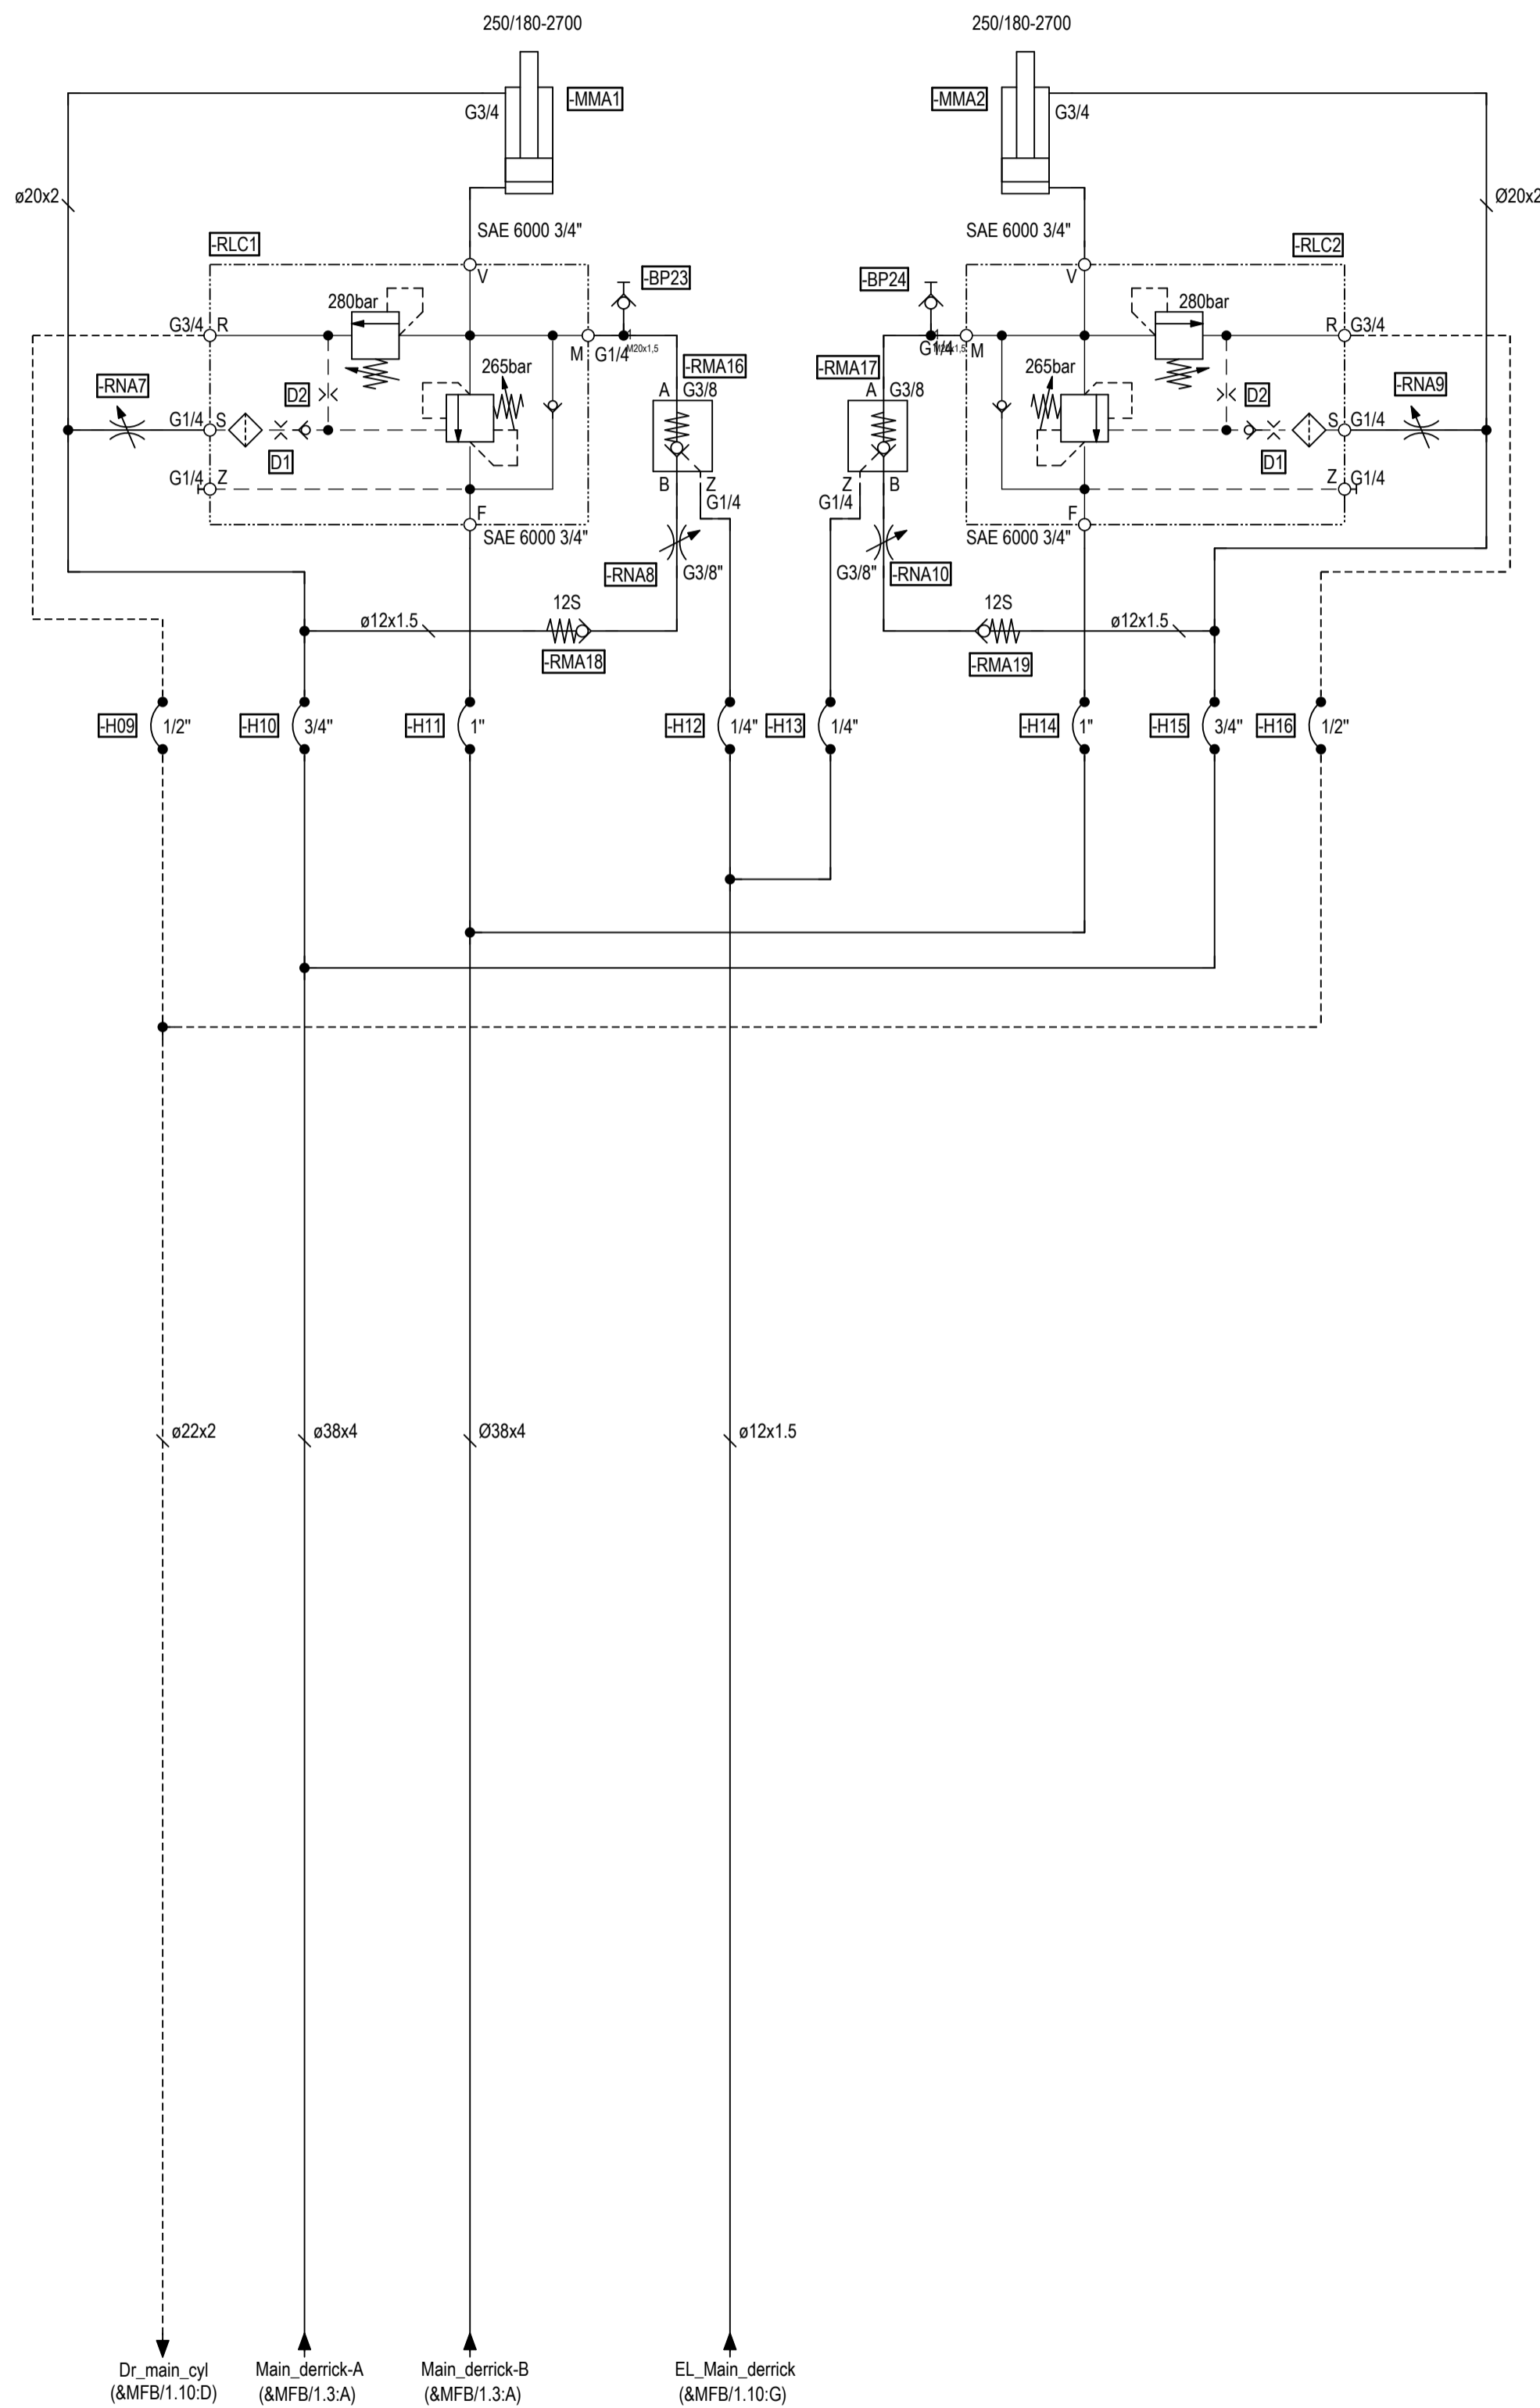 250/180-2700
250/180-2700
-MMA1
-MMA2
G3/4
G3/4
ø20x2
Ø20x2
SAE 6000 3/4"
SAE 6000 3/4"
-RLC1
-RLC2
V
V
-BP23
-BP24
280bar
280bar
G3/4
R
R
G3/4
M
G1/4
M20x1,5
G1/4
M
265bar
265bar
-RMA16
-RMA17
-RNA7
-RNA9
A
G3/8
A
G3/8
D2
D2
G1/4
S
S
G1/4
D1
D1
G1/4
Z
Z
G1/4
B
Z
Z
B
G1/4
G1/4
F
F
SAE 6000 3/4"
SAE 6000 3/4"
-RNA8
G3/8"
G3/8"
-RNA10
12S
12S
ø12x1.5
ø12x1.5
-RMA18
-RMA19
-H09
1/2"
-H10
3/4"
-H11
1"
-H12
1/4"
-H13
1/4"
-H14
1"
-H15
3/4"
-H16
1/2"
ø22x2
ø38x4
Ø38x4
ø12x1.5
Dr_main_cyl
(&MFB/1.10:D)
Main_derrick-A
(&MFB/1.3:A)
Main_derrick-B
(&MFB/1.3:A)
EL_Main_derrick
(&MFB/1.10:G)